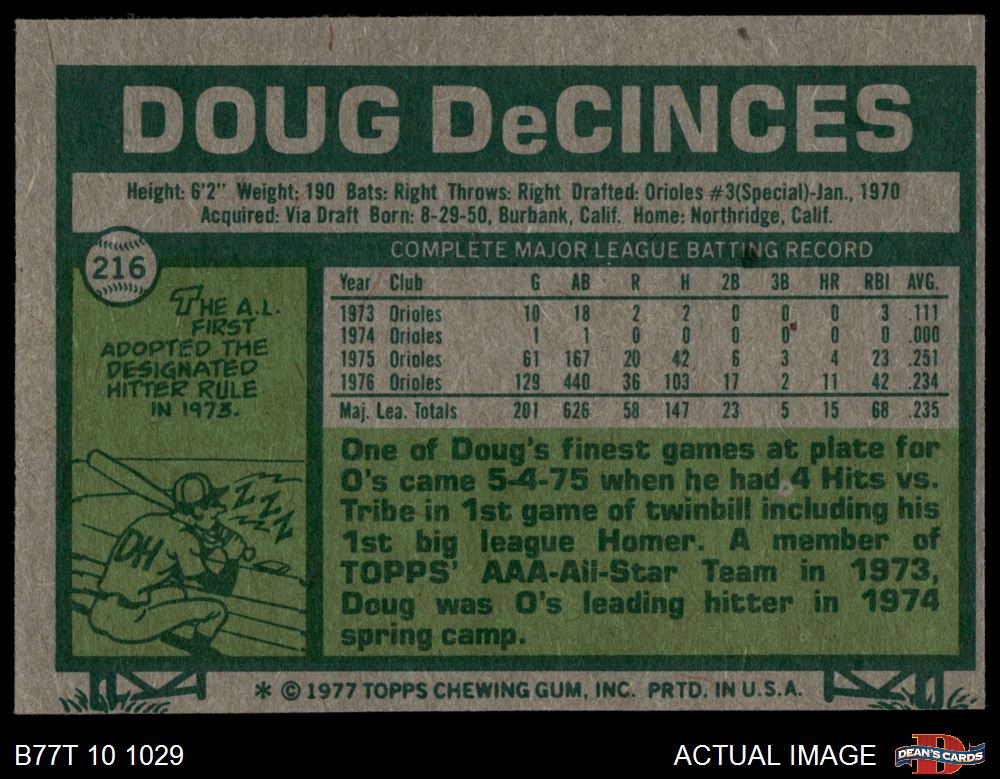 DOUG DeCINCES
Height: 6'2" Weight: 190 Bats: Right Throws: Right Drafted: Orioles #3(Special)-Jan., 1970
Acquired: Via Draft Born: 8-29-50, Burbank, Calif. Home: Northridge, Calif.
216
THE A.L.
FIRST
ADOPTED THE
DESIGNATED
HITTER RULE
IN 1973.
ZZZ
ZZZZ
DH
COMPLETE MAJOR LEAGUE BATTING RECORD
Year Club G AB R H 2B 3B HR RBI AVG.
1973 Orioles 10 18 2 2 0 0 0 3 .111
1974 Orioles 1 1 0 0 0 0 0 0 .000
1975 Orioles 61 167 20 42 6 3 4 23 .251
1976 Orioles 129 440 36 103 17 2 11 42 .234
Maj. Lea. Totals 201 626 58 147 23 5 15 68 .235
One of Doug's finest games at plate for
O's came 5-4-75 when he had 4 Hits vs.
Tribe in 1st game of twinbill including his
1st big league Homer. A member of
TOPPS' AAA-All-Star Team in 1973,
Doug was O's leading hitter in 1974
spring camp.
* © 1977 TOPPS CHEWING GUM, INC. PRTD. IN U.S.A.
B77T 10 1029
ACTUAL IMAGE
DEAN'S CARDS